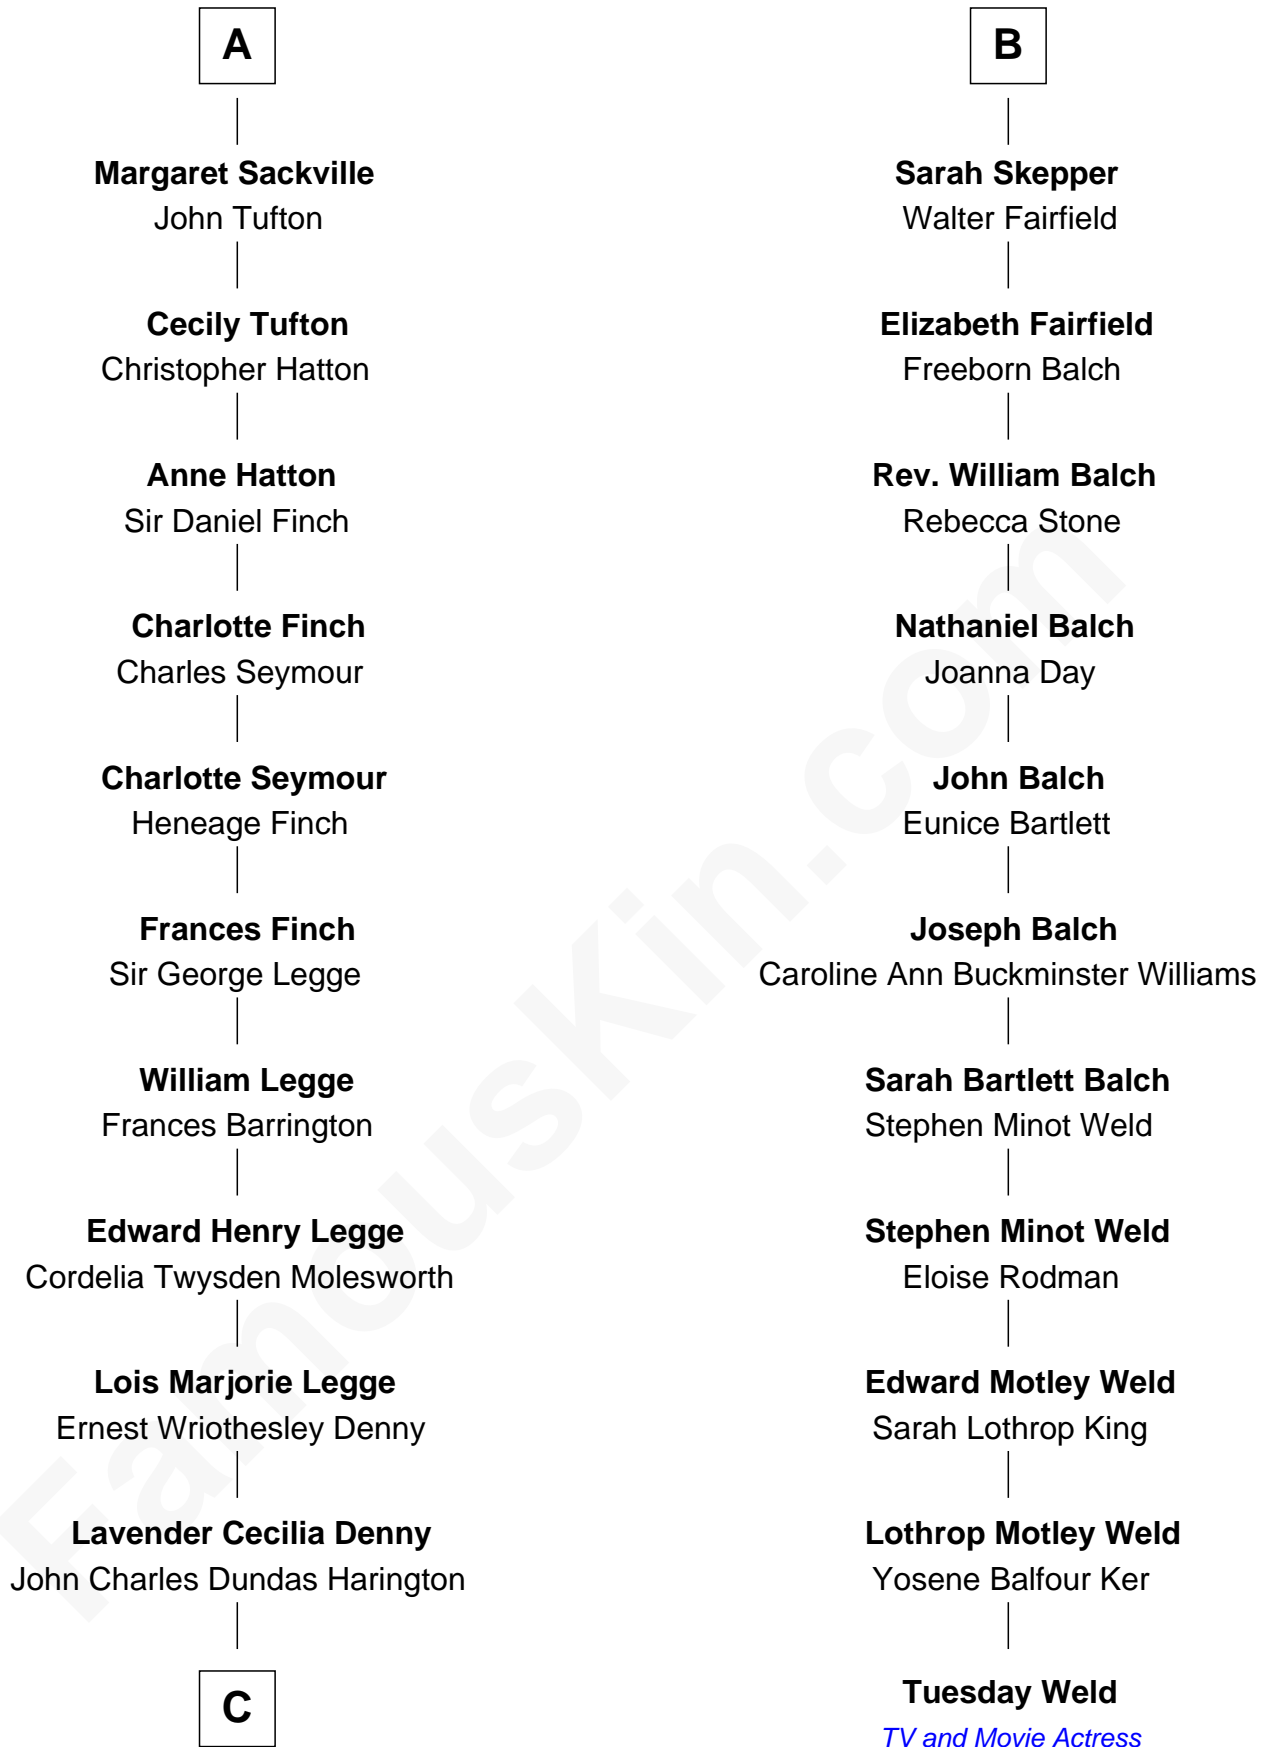 A
Margaret Sackville
John Tufton
Cecily Tufton
Christopher Hatton
Anne Hatton
Sir Daniel Finch
Charlotte Finch
Charles Seymour
Charlotte Seymour
Heneage Finch
Frances Finch
Sir George Legge
William Legge
Frances Barrington
Edward Henry Legge
Cordelia Twysden Molesworth
Lois Marjorie Legge
Ernest Wriothesley Denny
Lavender Cecilia Denny
John Charles Dundas Harington
C
B
Sarah Skepper
Walter Fairfield
Elizabeth Fairfield
Freeborn Balch
Rev. William Balch
Rebecca Stone
Nathaniel Balch
Joanna Day
John Balch
Eunice Bartlett
Joseph Balch
Caroline Ann Buckminster Williams
Sarah Bartlett Balch
Stephen Minot Weld
Stephen Minot Weld
Eloise Rodman
Edward Motley Weld
Sarah Lothrop King
Lothrop Motley Weld
Yosene Balfour Ker
Tuesday Weld
TV and Movie Actress
FamousKin.com